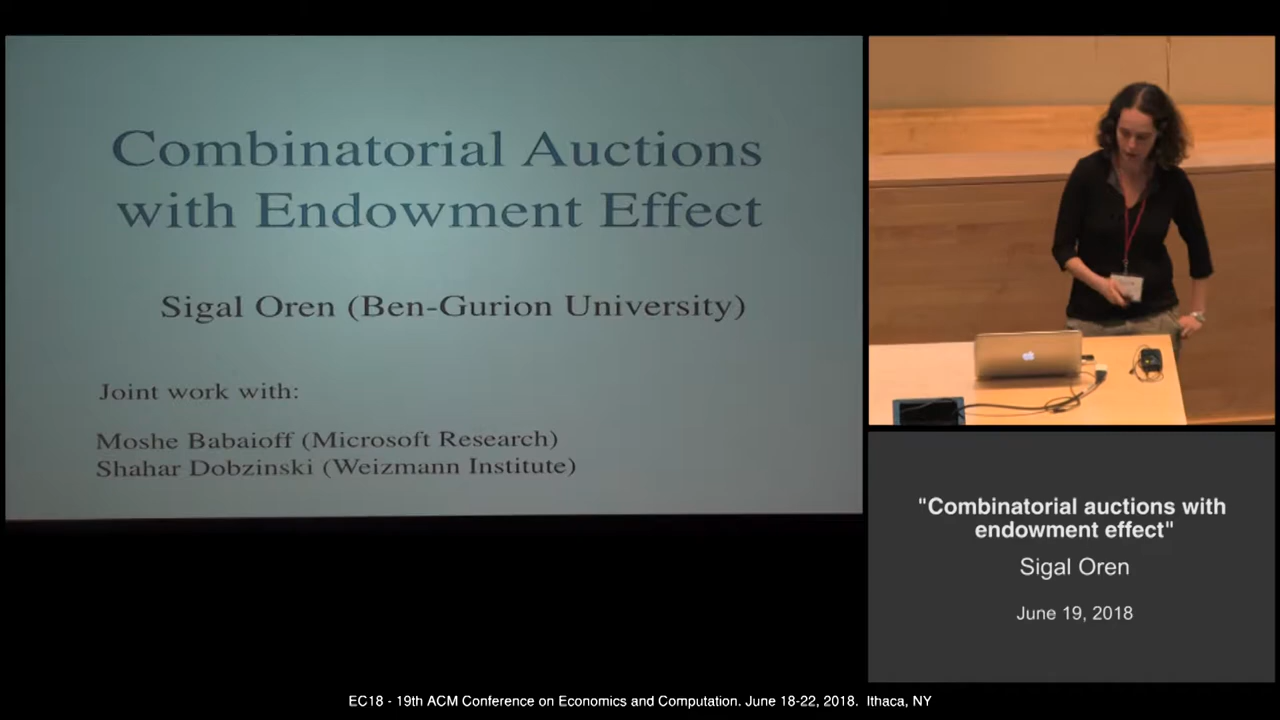 Combinatorial Auctions
with Endowment Effect
Sigal Oren (Ben-Gurion University)
Joint work with:
Moshe Babaioff (Microsoft Research)
Shahar Dobzinski (Weizmann Institute)
"Combinatorial auctions with
endowment effect"
Sigal Oren
June 19, 2018
EC18 - 19th ACM Conference on Economics and Computation. June 18-22, 2018.  Ithaca, NY